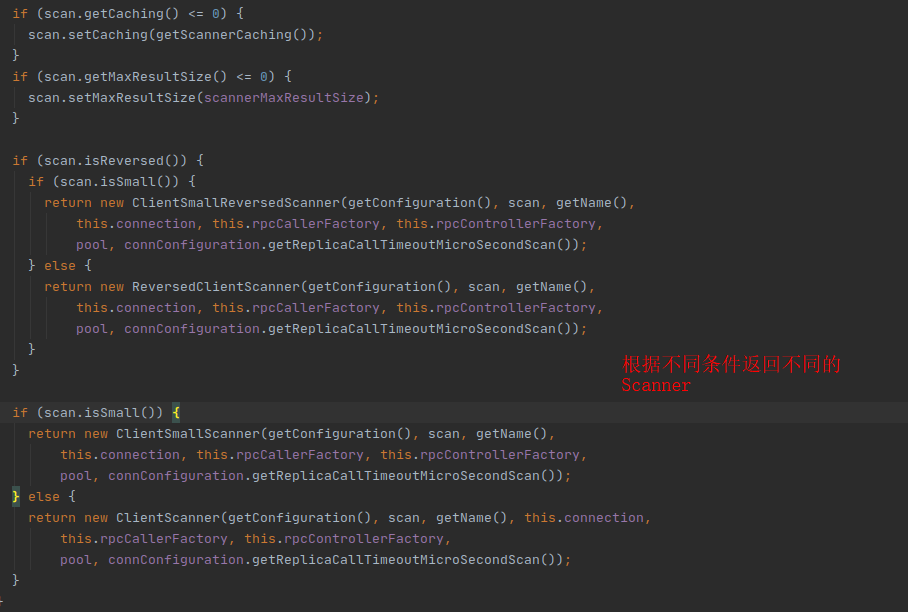 if (scan.getCaching() <= 0) {
  scan.setCaching(getScannerCaching());
}
if (scan.getMaxResultSize() <= 0) {
  scan.setMaxResultSize(scannerMaxResultSize);
}

if (scan.isReversed()) {
  if (scan.isSmall()) {
    return new ClientSmallReversedScanner(getConfiguration(), scan, getName(),
        this.connection, this.rpcCallerFactory, this.rpcControllerFactory,
        pool, connConfiguration.getReplicaCallTimeoutMicroSecondScan());
  } else {
    return new ReversedClientScanner(getConfiguration(), scan, getName(),
        this.connection, this.rpcCallerFactory, this.rpcControllerFactory,
        pool, connConfiguration.getReplicaCallTimeoutMicroSecondScan());
  }
}
根据不同条件返回不同的
Scanner

if (scan.isSmall()) {
  return new ClientSmallScanner(getConfiguration(), scan, getName(),
      this.connection, this.rpcCallerFactory, this.rpcControllerFactory,
      pool, connConfiguration.getReplicaCallTimeoutMicroSecondScan());
} else {
  return new ClientScanner(getConfiguration(), scan, getName(), this.connection,
      this.rpcCallerFactory, this.rpcControllerFactory,
      pool, connConfiguration.getReplicaCallTimeoutMicroSecondScan());
}